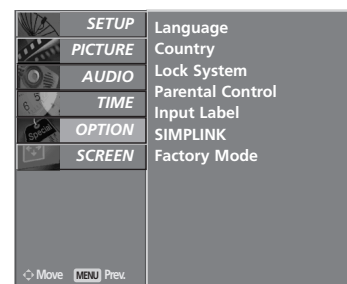 SETUP
PICTURE
AUDIO
TIME
OPTION
SCREEN
Language
Country
Lock System
Parental Control
Input Label
SIMPLINK
Factory Mode
Special
Move MENU Prev.